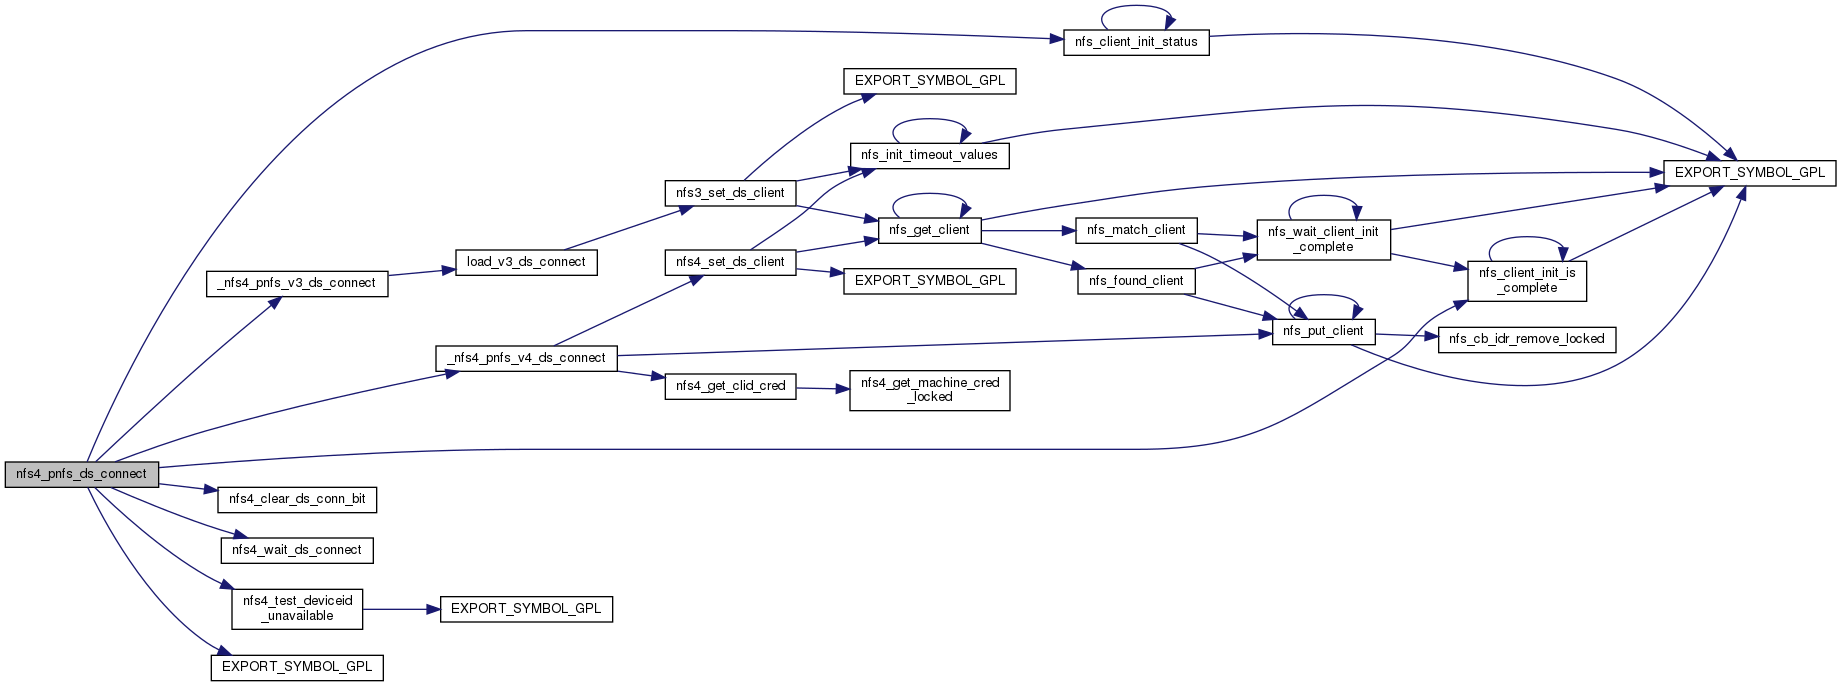 nfs_client_init_status
EXPORT_SYMBOL_GPL
nfs_init_timeout_values
EXPORT_SYMBOL_GPL
nfs3_set_ds_client
nfs_get_client
nfs_match_client
nfs_wait_client_init
_complete
load_v3_ds_connect
nfs4_set_ds_client
nfs_client_init_is
_complete
_nfs4_pnfs_v3_ds_connect
EXPORT_SYMBOL_GPL
nfs_found_client
nfs_put_client
nfs_cb_idr_remove_locked
_nfs4_pnfs_v4_ds_connect
nfs4_get_clid_cred
nfs4_get_machine_cred
_locked
nfs4_pnfs_ds_connect
nfs4_clear_ds_conn_bit
nfs4_wait_ds_connect
nfs4_test_deviceid
_unavailable
EXPORT_SYMBOL_GPL
EXPORT_SYMBOL_GPL